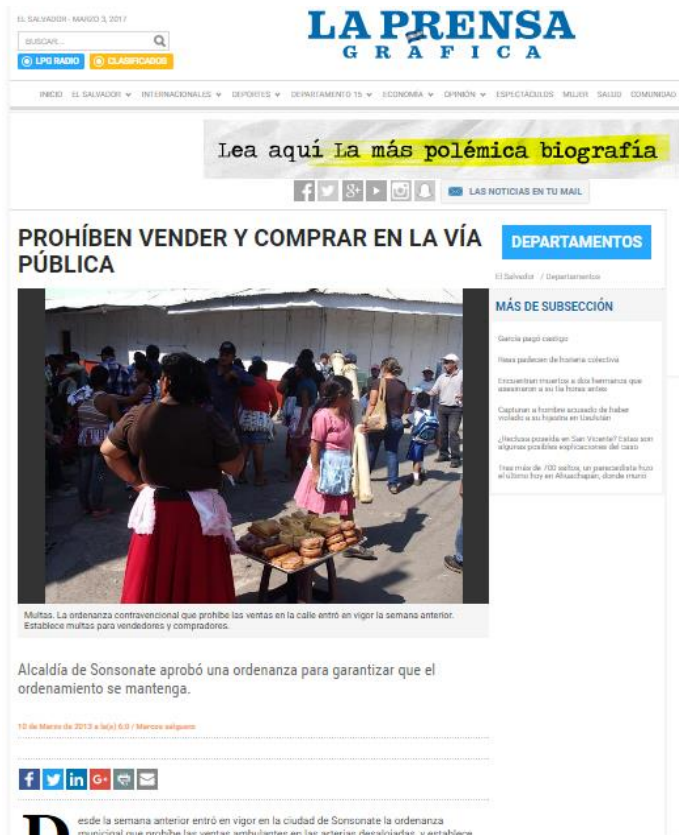 EL SALVADOR - MARZO 3, 2017
LA PRENSA
GRÁFICA
BUSCAR...
LPG RADIO
CLASIFICADOS
INICIO EL SALVADOR INTERNACIONALES DEPORTES DEPARTAMENTO 15 ECONOMÍA OPINIÓN ESPECTÁCULOS MUJER SALUD COMUNIDAD
Lea aquí La más polémica biografía
LAS NOTICIAS EN TU MAIL
PROHÍBEN VENDER Y COMPRAR EN LA VÍA
PÚBLICA
Multas. La ordenanza contravencional que prohíbe las ventas en la calle entró en vigor la semana anterior.
Establece multas para vendedores y compradores.
Alcaldía de Sonsonate aprobó una ordenanza para garantizar que el
ordenamiento se mantenga.
10 de Marzo de 2013 a la(s) 6:0 / Marcos salguero
Desde la semana anterior entró en vigor en la ciudad de Sonsonate la ordenanza
municipal que prohíbe las ventas ambulantes en las arterias desalojadas, y establece
DEPARTAMENTOS
El Salvador / Departamentos
MÁS DE SUBSECCIÓN
García pagó castigo
Reas padecen de histeria colectiva
Encuentran muertos a dos hermanos que
asesinaron a su tía horas antes
Capturan a hombre acusado de haber
violado a su hijastra en Usulután
¿Reclusa poseída en San Vicente? Estas son
algunas posibles explicaciones del caso
Tras más de 700 saltos, un paracaidista hizo
el último hoy en Ahuachapán, donde murió